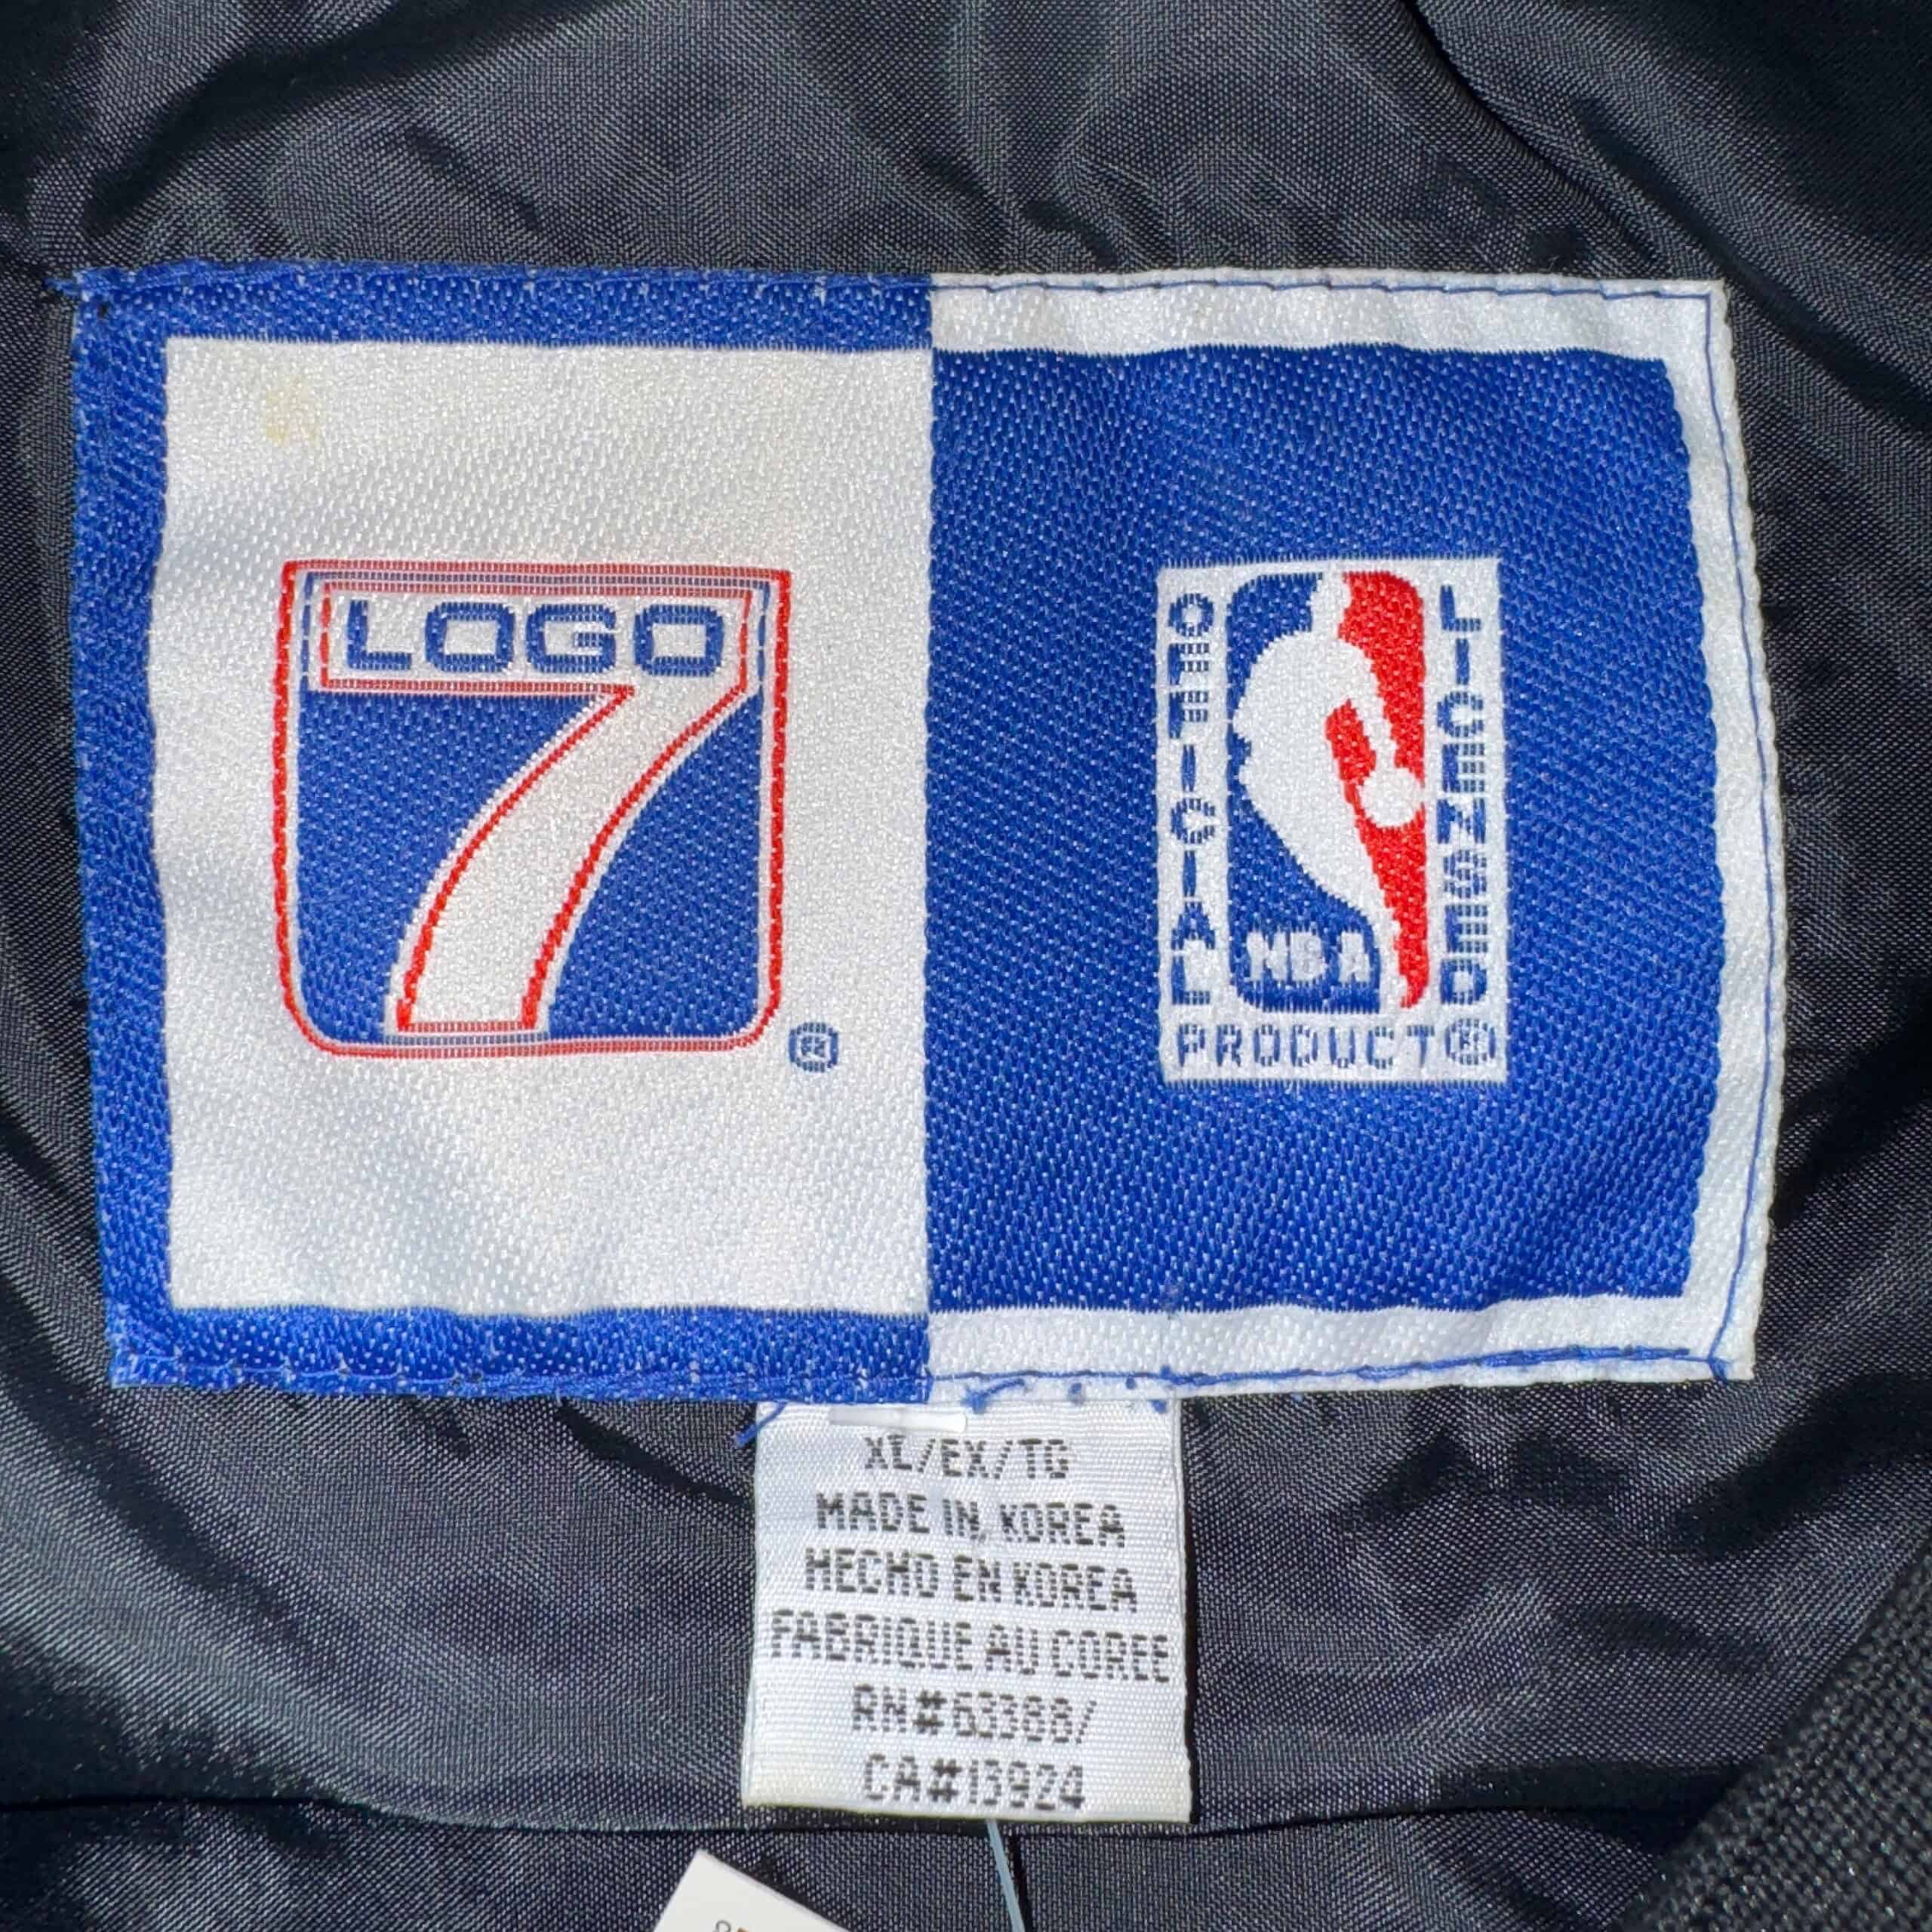 LOGO
7
®
OFFICIAL
LICENSED
NBA
PRODUCT®
XL/EX/TG
MADE IN KOREA
HECHO EN KOREA
FABRIQUE AU COREE
RN#63388/
CA#13924